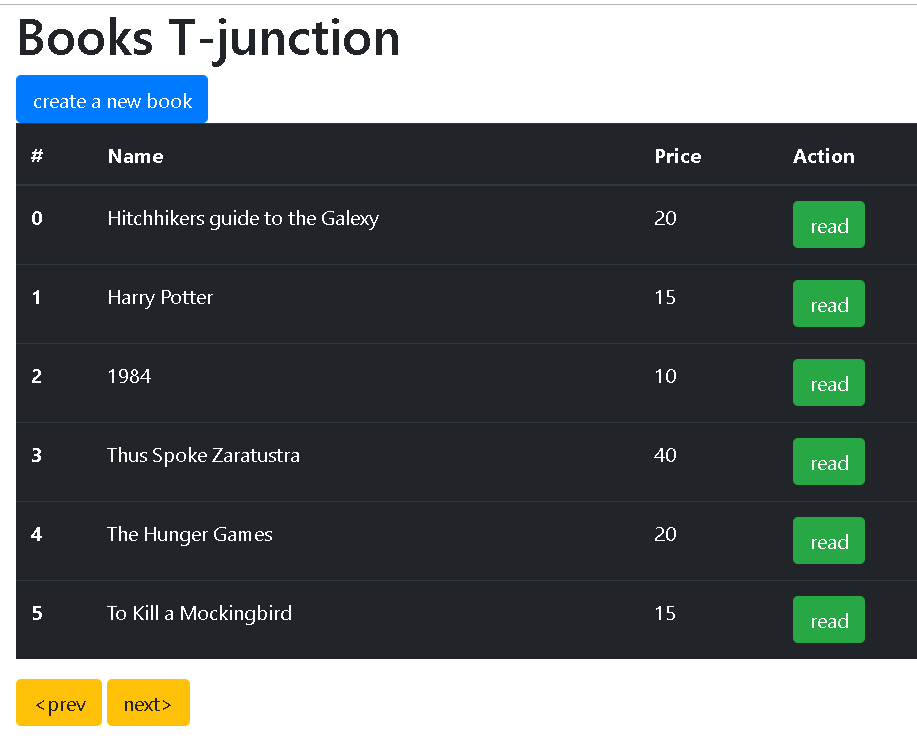 Books T-junction
create a new book
# Name Price Action
0 Hitchhikers guide to the Galexy 20 read
1 Harry Potter 15 read
2 1984 10 read
3 Thus Spoke Zaratustra 40 read
4 The Hunger Games 20 read
5 To Kill a Mockingbird 15 read
<prev next>